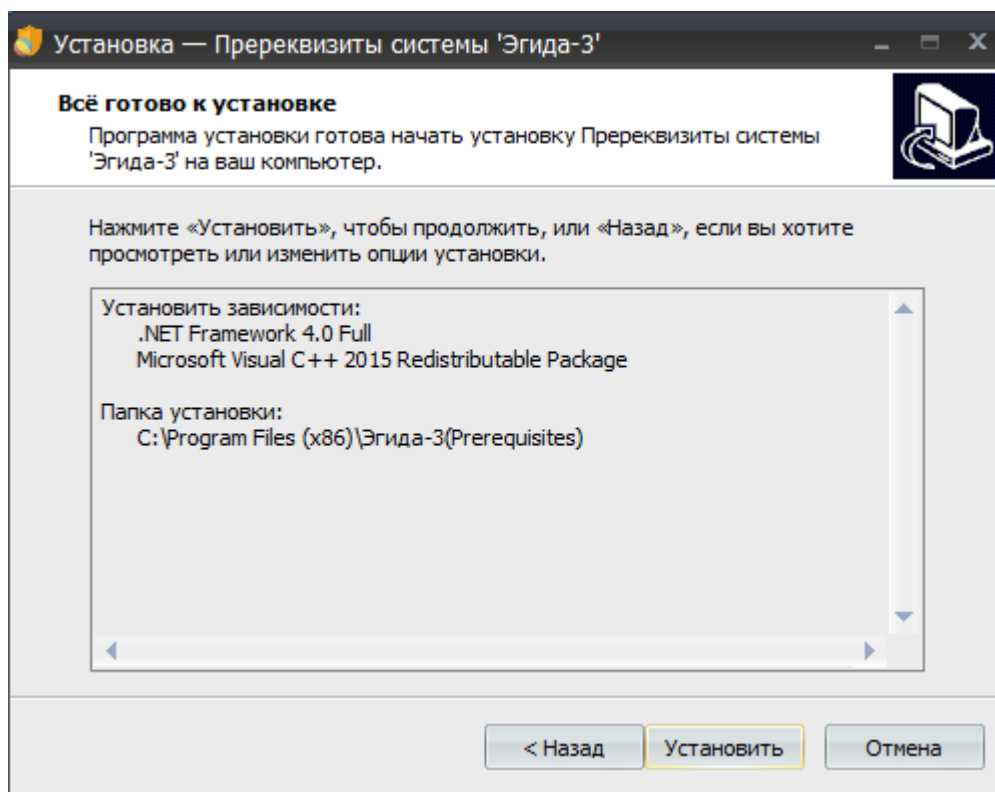 Установка — Пререквизиты системы 'Эгида-3'
Всё готово к установке
Программа установки готова начать установку Пререквизиты системы
'Эгида-3' на ваш компьютер.
Нажмите «Установить», чтобы продолжить, или «Назад», если вы хотите
просмотреть или изменить опции установки.
Установить зависимости:
.NET Framework 4.0 Full
Microsoft Visual C++ 2015 Redistributable Package
Папка установки:
C:\Program Files (x86)\Эгида-3(Prerequisites)
< Назад
Установить
Отмена